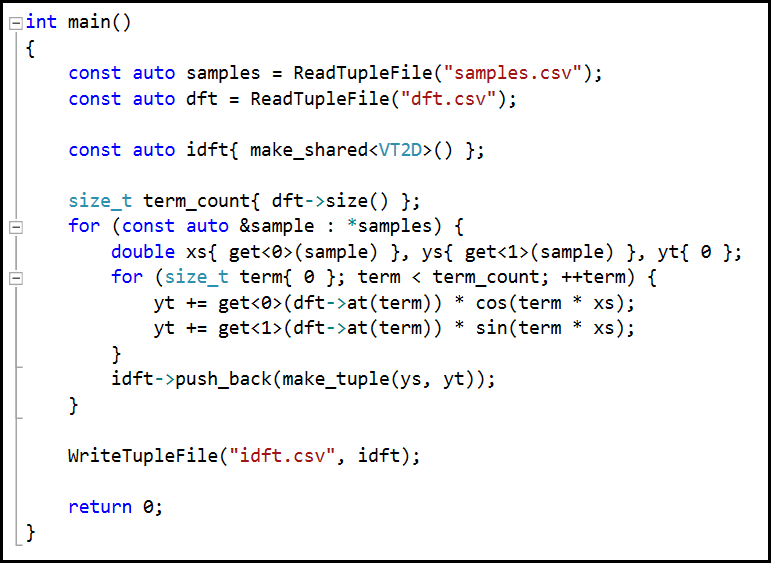 int main()
{
    const auto samples = ReadTupleFile("samples.csv");
    const auto dft = ReadTupleFile("dft.csv");

    const auto idft{ make_shared<VT2D>() };

    size_t term_count{ dft->size() };
    for (const auto &sample : *samples) {
        double xs{ get<0>(sample) }, ys{ get<1>(sample) }, yt{ 0 };
        for (size_t term{ 0 }; term < term_count; ++term) {
            yt += get<0>(dft->at(term)) * cos(term * xs);
            yt += get<1>(dft->at(term)) * sin(term * xs);
        }
        idft->push_back(make_tuple(ys, yt));
    }

    WriteTupleFile("idft.csv", idft);

    return 0;
}